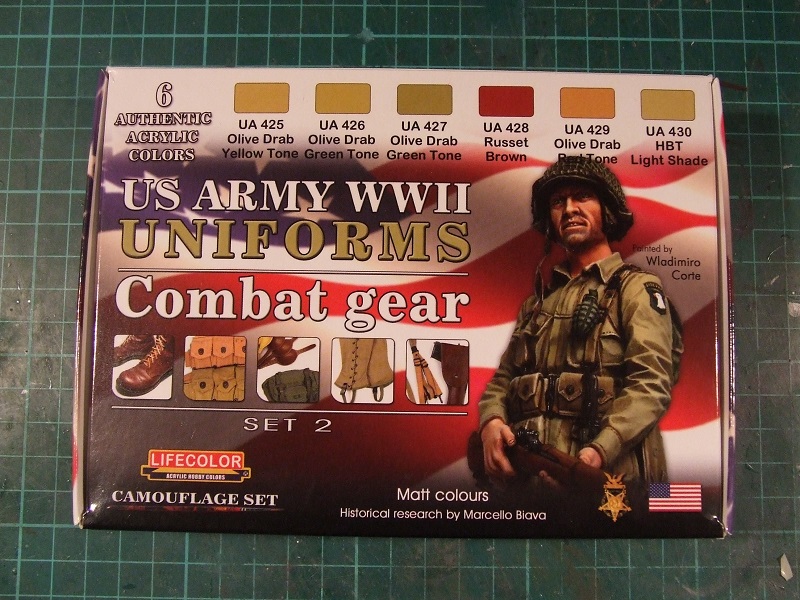 6
AUTHENTIC
ACRYLIC
COLORS
UA 425
Olive Drab
Yellow Tone
UA 426
Olive Drab
Green Tone
UA 427
Olive Drab
Green Tone
UA 428
Russet
Brown
UA 429
Olive Drab
Red Tone
UA 430
HBT
Light Shade
US ARMY WWII
UNIFORMS
Combat gear
Painted by
Wladimiro
Corte
SET 2
LIFECOLOR
ACRYLIC HOBBY COLORS
CAMOUFLAGE SET
Matt colours
Historical research by Marcello Biava